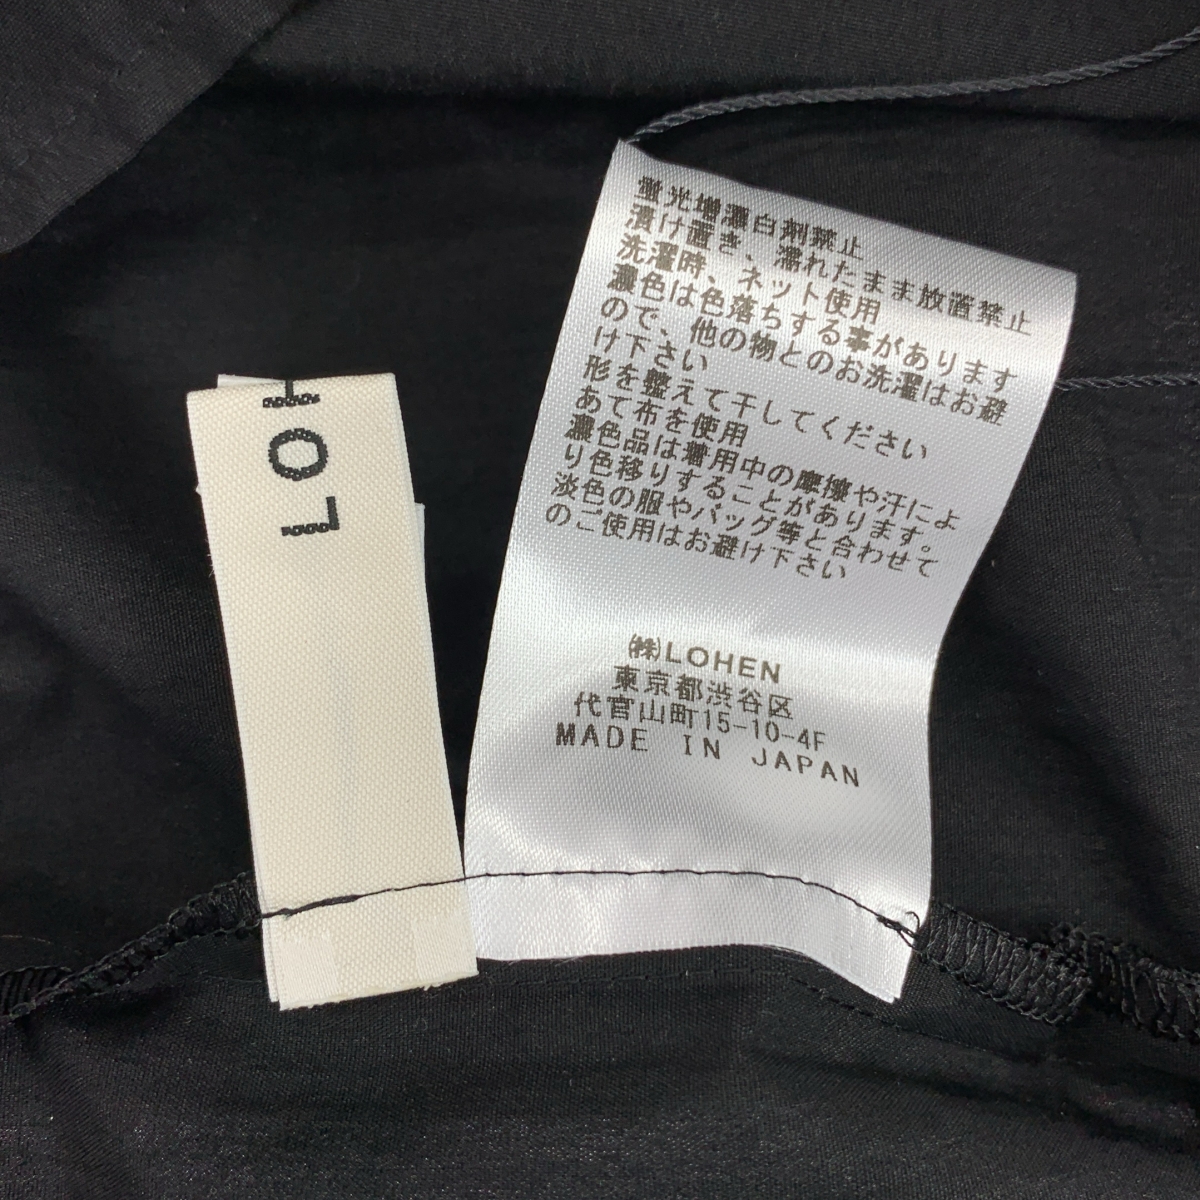 LOH
蛍光増濃白剤禁止
漬け置き、濡れたまま放置禁止
洗濯時、ネット使用
濃色は色落ちする事があります
ので、他の物とのお洗濯はお避
け下さい
形を整えて干してください
あて布を使用
濃色品は着用中の摩擦や汗によ
り色移りすることがあります。
淡色の服やバッグ等と合わせて
のご使用はお避け下さい
㈱LOHEN
東京都渋谷区
代官山町15-10-4F
MADE IN JAPAN